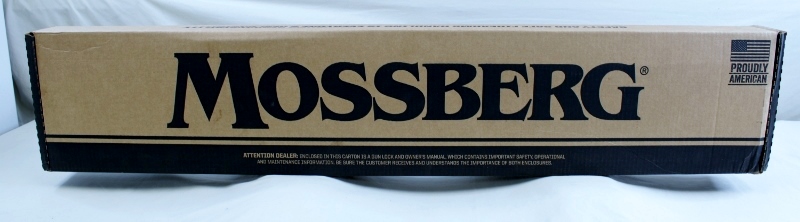 MOSSBERG®
PROUDLY
AMERICAN
ATTENTION DEALER: ENCLOSED IN THIS CARTON IS A GUN LOCK AND OWNER'S MANUAL, WHICH CONTAINS IMPORTANT SAFETY, OPERATIONAL
AND MAINTENANCE INFORMATION. BE SURE THE CUSTOMER RECEIVES AND UNDERSTANDS THE IMPORTANCE OF BOTH ENCLOSURES.